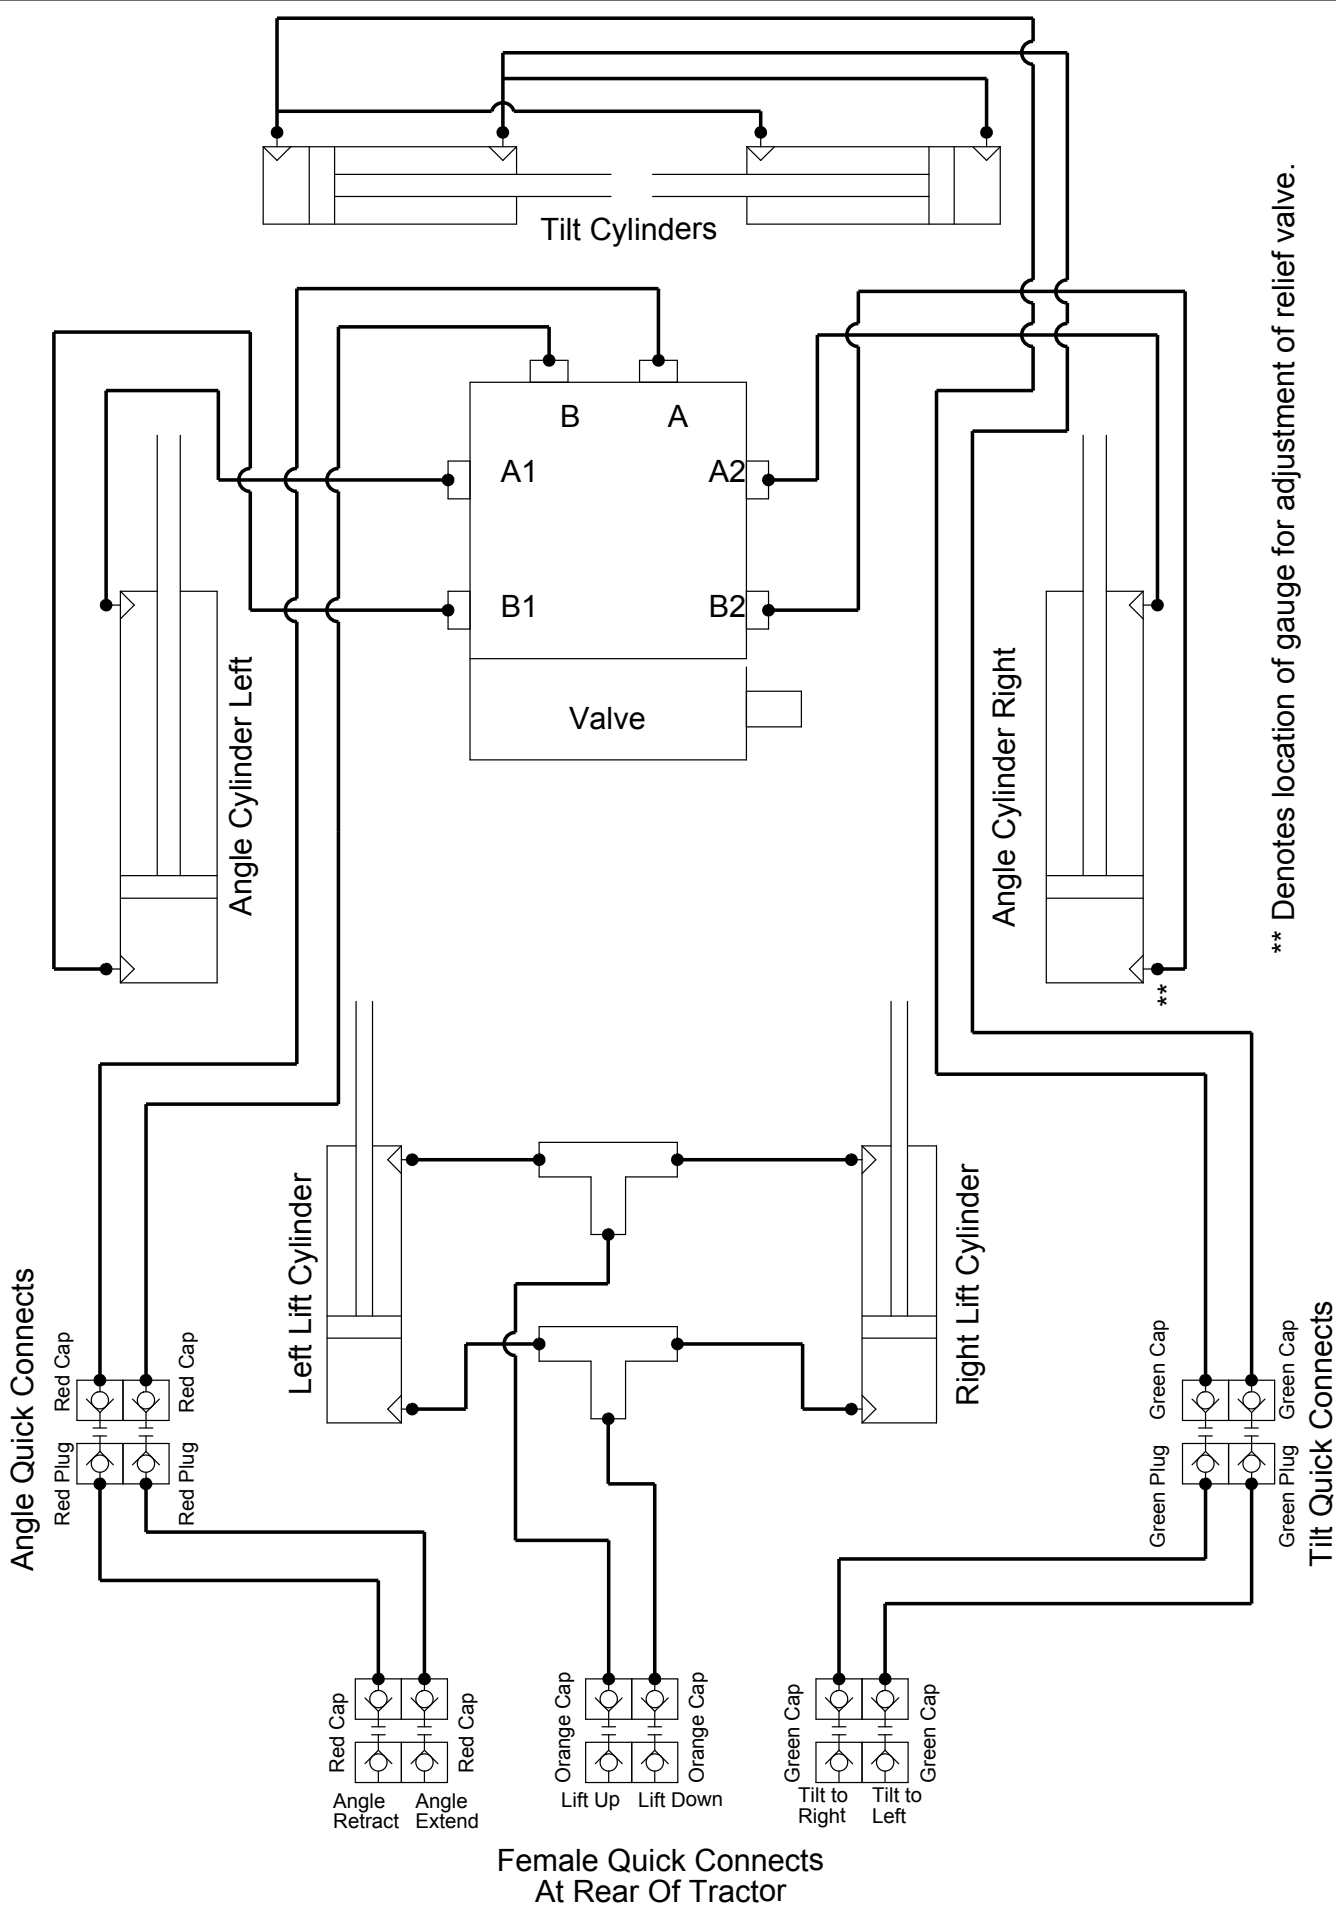 Tilt Cylinders
** Denotes location of gauge for adjustment of relief valve.
B
A
A1
A2
B1
B2
Valve
Angle Cylinder Left
Angle Cylinder Right
**
Left Lift Cylinder
Right Lift Cylinder
Angle Quick Connects
Red Cap
Red Cap
Red Plug
Red Plug
Green Cap
Green Cap
Green Plug
Green Plug
Tilt Quick Connects
Red Cap
Red Cap
Orange Cap
Orange Cap
Green Cap
Green Cap
Angle
Retract
Angle
Extend
Lift Up
Lift Down
Tilt to
Right
Tilt to
Left
Female Quick Connects
At Rear Of Tractor